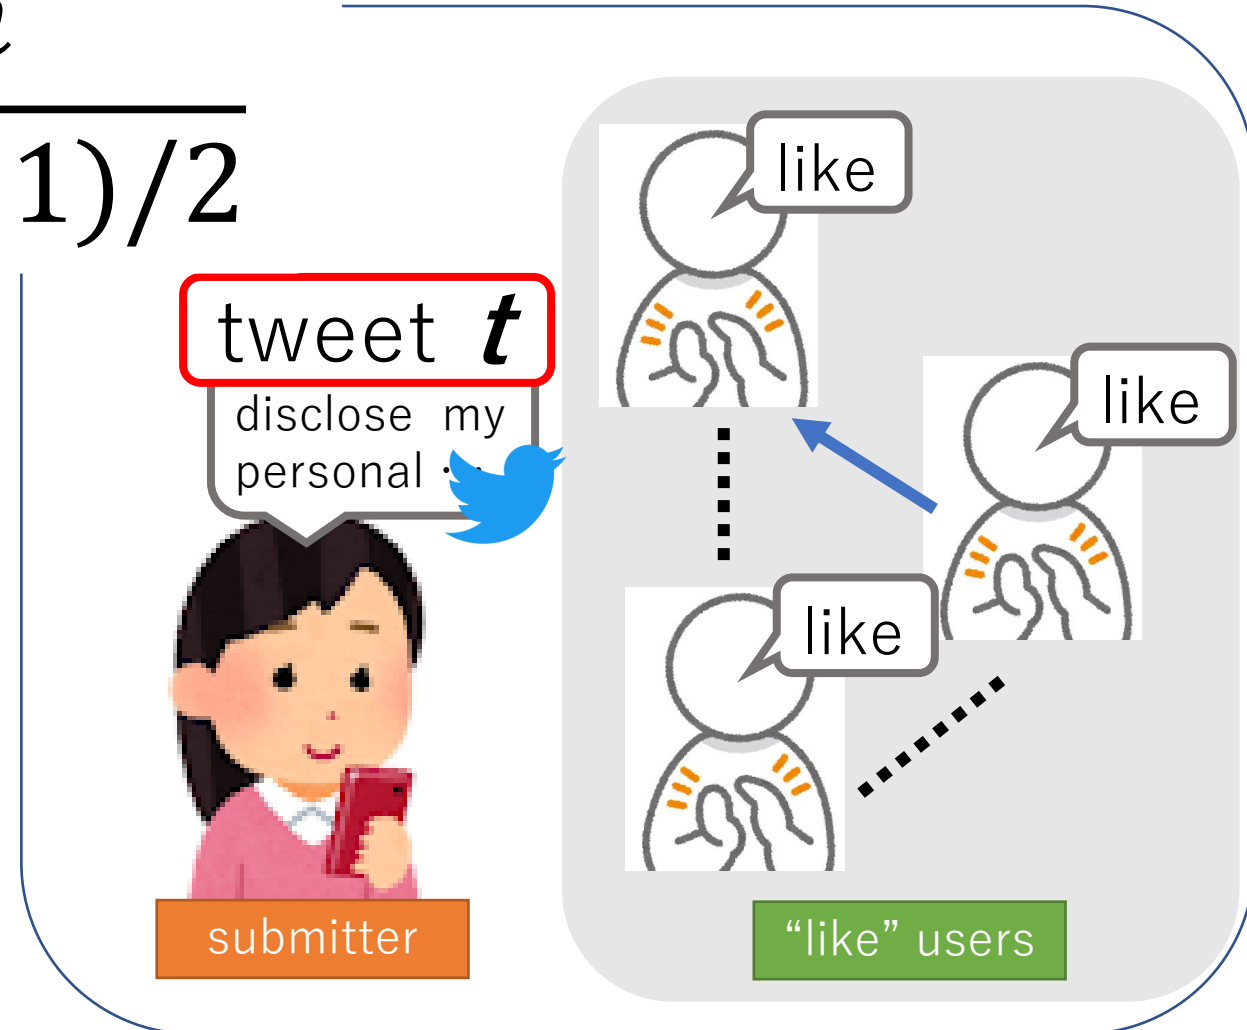 1)/2
tweet t
disclose my
personal …
like
like
like
submitter
“like” users